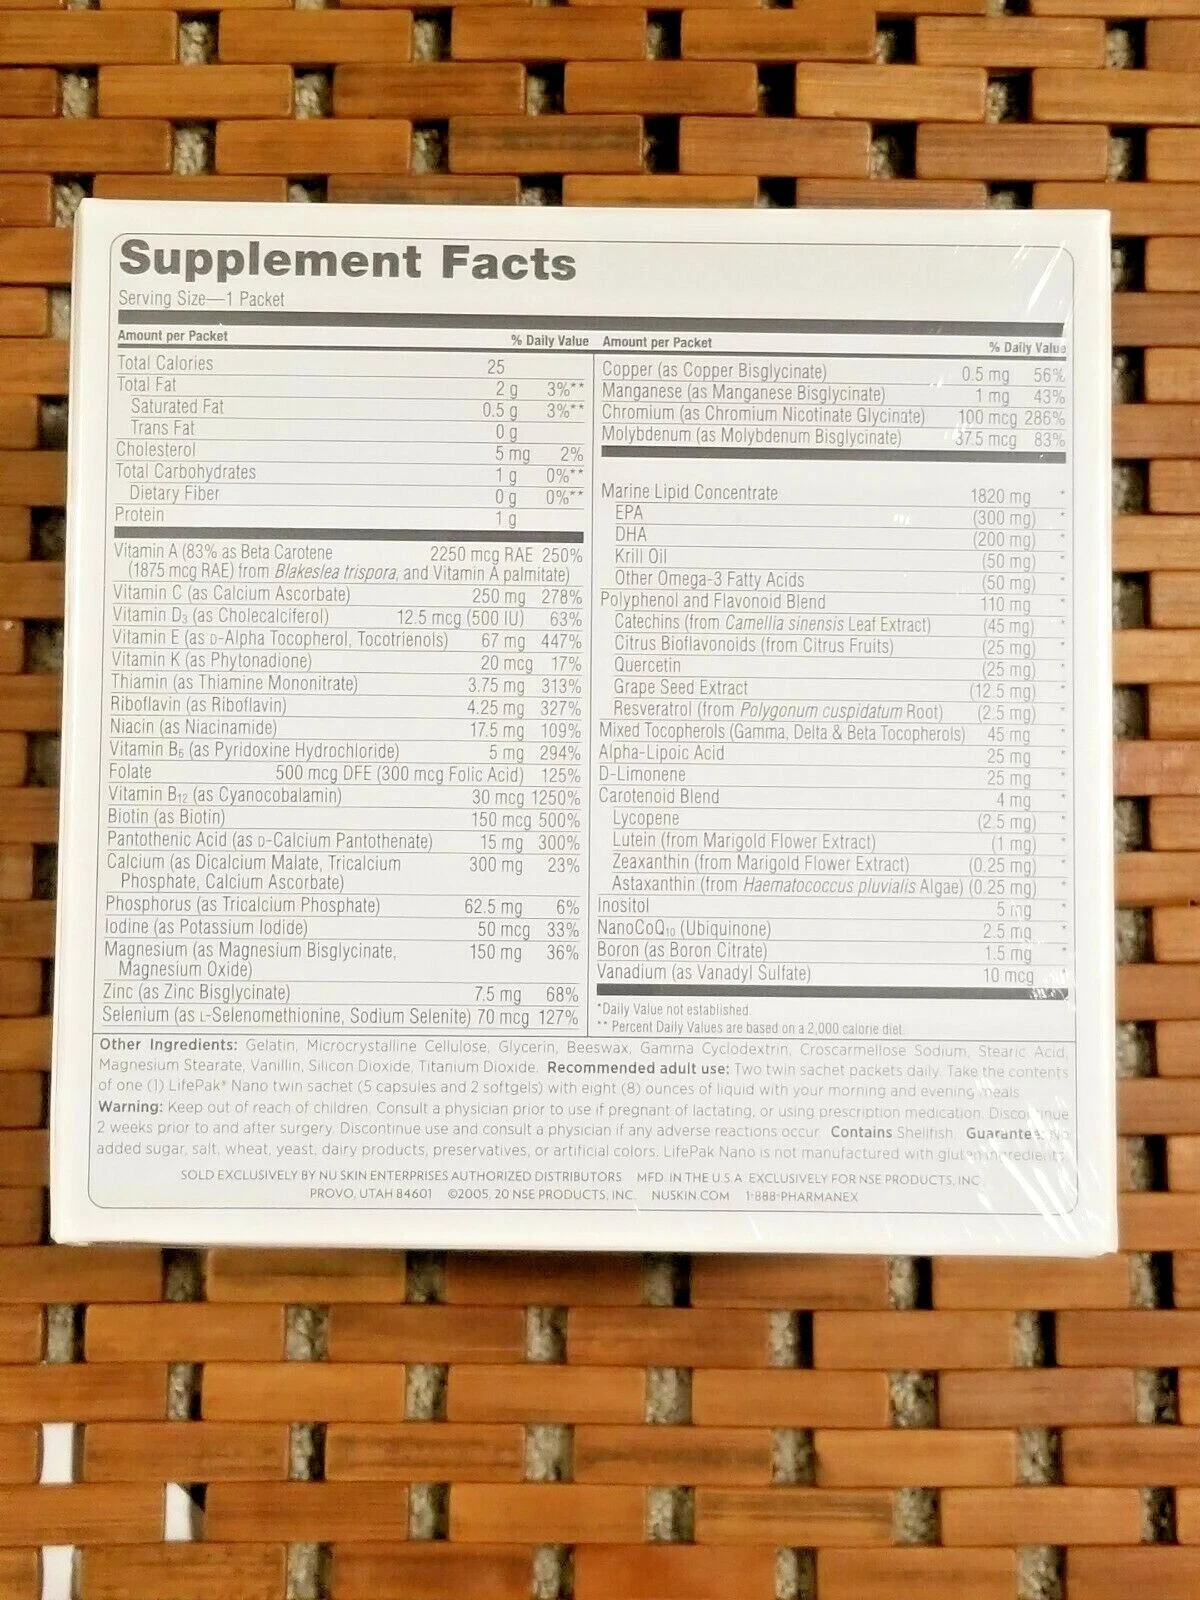 Supplement Facts
Serving Size—1 Packet
Amount per Packet % Daily Value
Total Calories 25
Total Fat 2 g 3%**
Saturated Fat 0.5 g 3%**
Trans Fat 0 g
Cholesterol 5 mg 2%
Total Carbohydrates 1 g 0%**
Dietary Fiber 0 g 0%**
Protein 1 g
Vitamin A (83% as Beta Carotene 2250 mcg RAE 250%
(1875 mcg RAE) from Blakeslea trispora, and Vitamin A palmitate)
Vitamin C (as Calcium Ascorbate) 250 mg 278%
Vitamin D3 (as Cholecalciferol) 12.5 mcg (500 IU) 63%
Vitamin E (as D-Alpha Tocopherol, Tocotrienols) 67 mg 447%
Vitamin K (as Phytonadione) 20 mcg 17%
Thiamin (as Thiamine Mononitrate) 3.75 mg 313%
Riboflavin (as Riboflavin) 4.25 mg 327%
Niacin (as Niacinamide) 17.5 mg 109%
Vitamin B6 (as Pyridoxine Hydrochloride) 5 mg 294%
Folate 500 mcg DFE (300 mcg Folic Acid) 125%
Vitamin B12 (as Cyanocobalamin) 30 mcg 1250%
Biotin (as Biotin) 150 mcg 500%
Pantothenic Acid (as D-Calcium Pantothenate) 15 mg 300%
Calcium (as Dicalcium Malate, Tricalcium 300 mg 23%
Phosphate, Calcium Ascorbate)
Phosphorus (as Tricalcium Phosphate) 62.5 mg 6%
Iodine (as Potassium Iodide) 50 mcg 33%
Magnesium (as Magnesium Bisglycinate, 150 mg 36%
Magnesium Oxide)
Zinc (as Zinc Bisglycinate) 7.5 mg 68%
Selenium (as L-Selenomethionine, Sodium Selenite) 70 mcg 127%
Amount per Packet % Daily Value
Copper (as Copper Bisglycinate) 0.5 mg 56%
Manganese (as Manganese Bisglycinate) 1 mg 43%
Chromium (as Chromium Nicotinate Glycinate) 100 mcg 286%
Molybdenum (as Molybdenum Bisglycinate) 37.5 mcg 83%
Marine Lipid Concentrate 1820 mg *
EPA (300 mg) *
DHA (200 mg) *
Krill Oil (50 mg) *
Other Omega-3 Fatty Acids (50 mg) *
Polyphenol and Flavonoid Blend 110 mg *
Catechins (from Camellia sinensis Leaf Extract) (45 mg) *
Citrus Bioflavonoids (from Citrus Fruits) (25 mg) *
Quercetin (25 mg) *
Grape Seed Extract (12.5 mg) *
Resveratrol (from Polygonum cuspidatum Root) (2.5 mg) *
Mixed Tocopherols (Gamma, Delta & Beta Tocopherols) 45 mg *
Alpha-Lipoic Acid 25 mg *
D-Limonene 25 mg *
Carotenoid Blend 4 mg *
Lycopene (2.5 mg) *
Lutein (from Marigold Flower Extract) (1 mg) *
Zeaxanthin (from Marigold Flower Extract) (0.25 mg) *
Astaxanthin (from Haematococcus pluvialis Algae) (0.25 mg) *
Inositol 5 mg *
NanoCoQ10 (Ubiquinone) 2.5 mg *
Boron (as Boron Citrate) 1.5 mg *
Vanadium (as Vanadyl Sulfate) 10 mcg
*Daily Value not established.
** Percent Daily Values are based on a 2,000 calorie diet.
Other Ingredients: Gelatin, Microcrystalline Cellulose, Glycerin, Beeswax, Gamma Cyclodextrin, Croscarmellose Sodium, Stearic Acid,
Magnesium Stearate, Vanillin, Silicon Dioxide, Titanium Dioxide. Recommended adult use: Two twin sachet packets daily. Take the contents
of one (1) LifePak® Nano twin sachet (5 capsules and 2 softgels) with eight (8) ounces of liquid with your morning and evening meals.
Warning: Keep out of reach of children. Consult a physician prior to use if pregnant of lactating, or using prescription medication. Discontinue
2 weeks prior to and after surgery. Discontinue use and consult a physician if any adverse reactions occur. Contains Shellfish. Guarantee: No
added sugar, salt, wheat, yeast, dairy products, preservatives, or artificial colors. LifePak Nano is not manufactured with gluten ingredients.
SOLD EXCLUSIVELY BY NU SKIN ENTERPRISES AUTHORIZED DISTRIBUTORS MFD. IN THE U.S.A. EXCLUSIVELY FOR NSE PRODUCTS, INC.,
PROVO, UTAH 84601 ©2005, 20 NSE PRODUCTS, INC. NUSKIN.COM 1-888-PHARMANEX